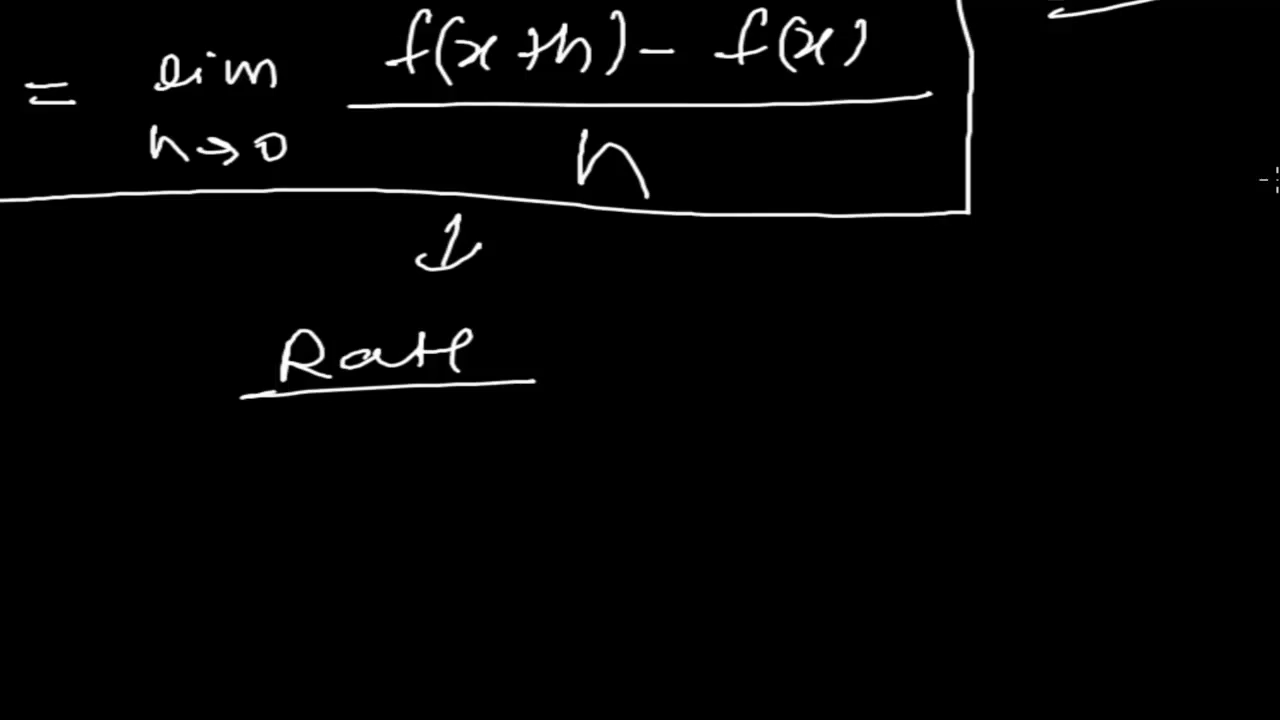 = lim f(x+h) - f(x)
h→0 h
↓
Rate